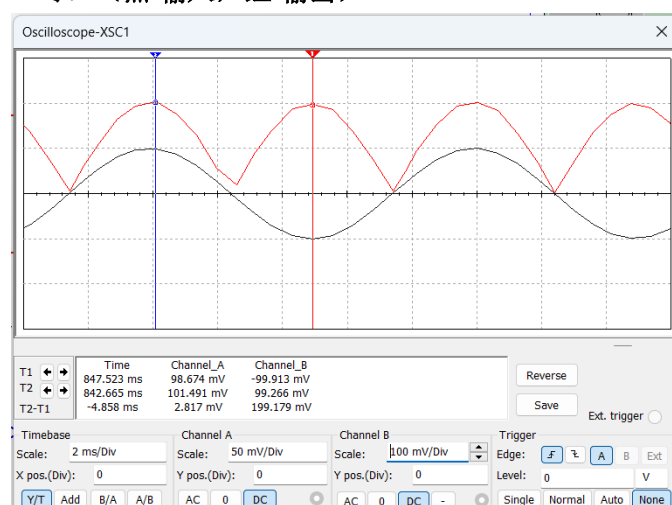 Oscilloscope-XSC1
2
1
Time Channel_A Channel_B
T1 847.523 ms 98.674 mV -99.913 mV
T2 842.665 ms 101.491 mV 99.266 mV
T2-T1 -4.858 ms 2.817 mV 199.179 mV
Reverse
Save
Ext. trigger
Timebase Channel A Channel B Trigger
Scale: 2 ms/Div Scale: 50 mV/Div Scale: 100 mV/Div Edge: A B Ext
X pos.(Div): 0 Y pos.(Div): 0 Y pos.(Div): 0 Level: 0 V
Y/T Add B/A A/B AC 0 DC AC 0 DC - Single Normal Auto None